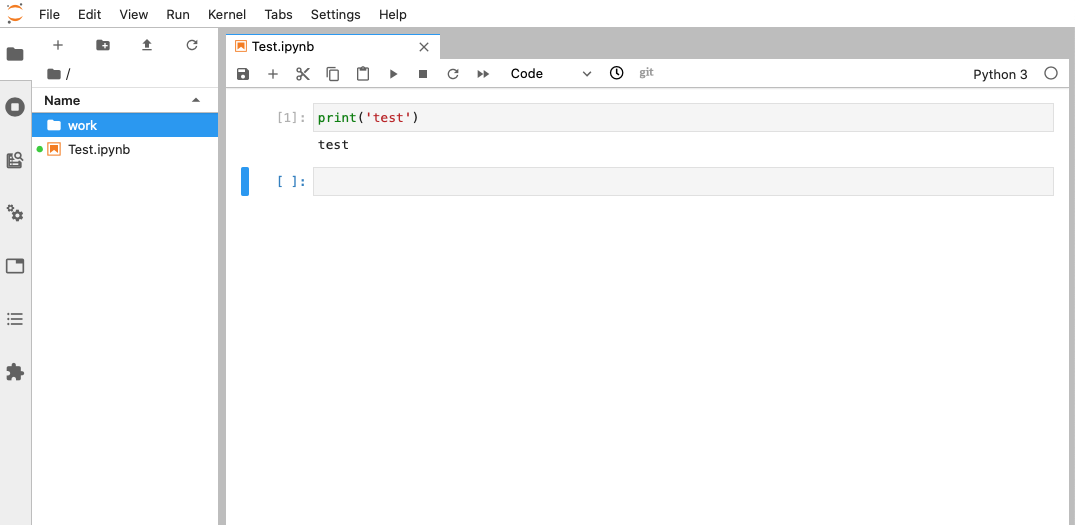 File Edit View Run Kernel Tabs Settings Help
Test.ipynb
Code git Python 3
/
Name
work
Test.ipynb
[1]: print('test')
test
[ ]: